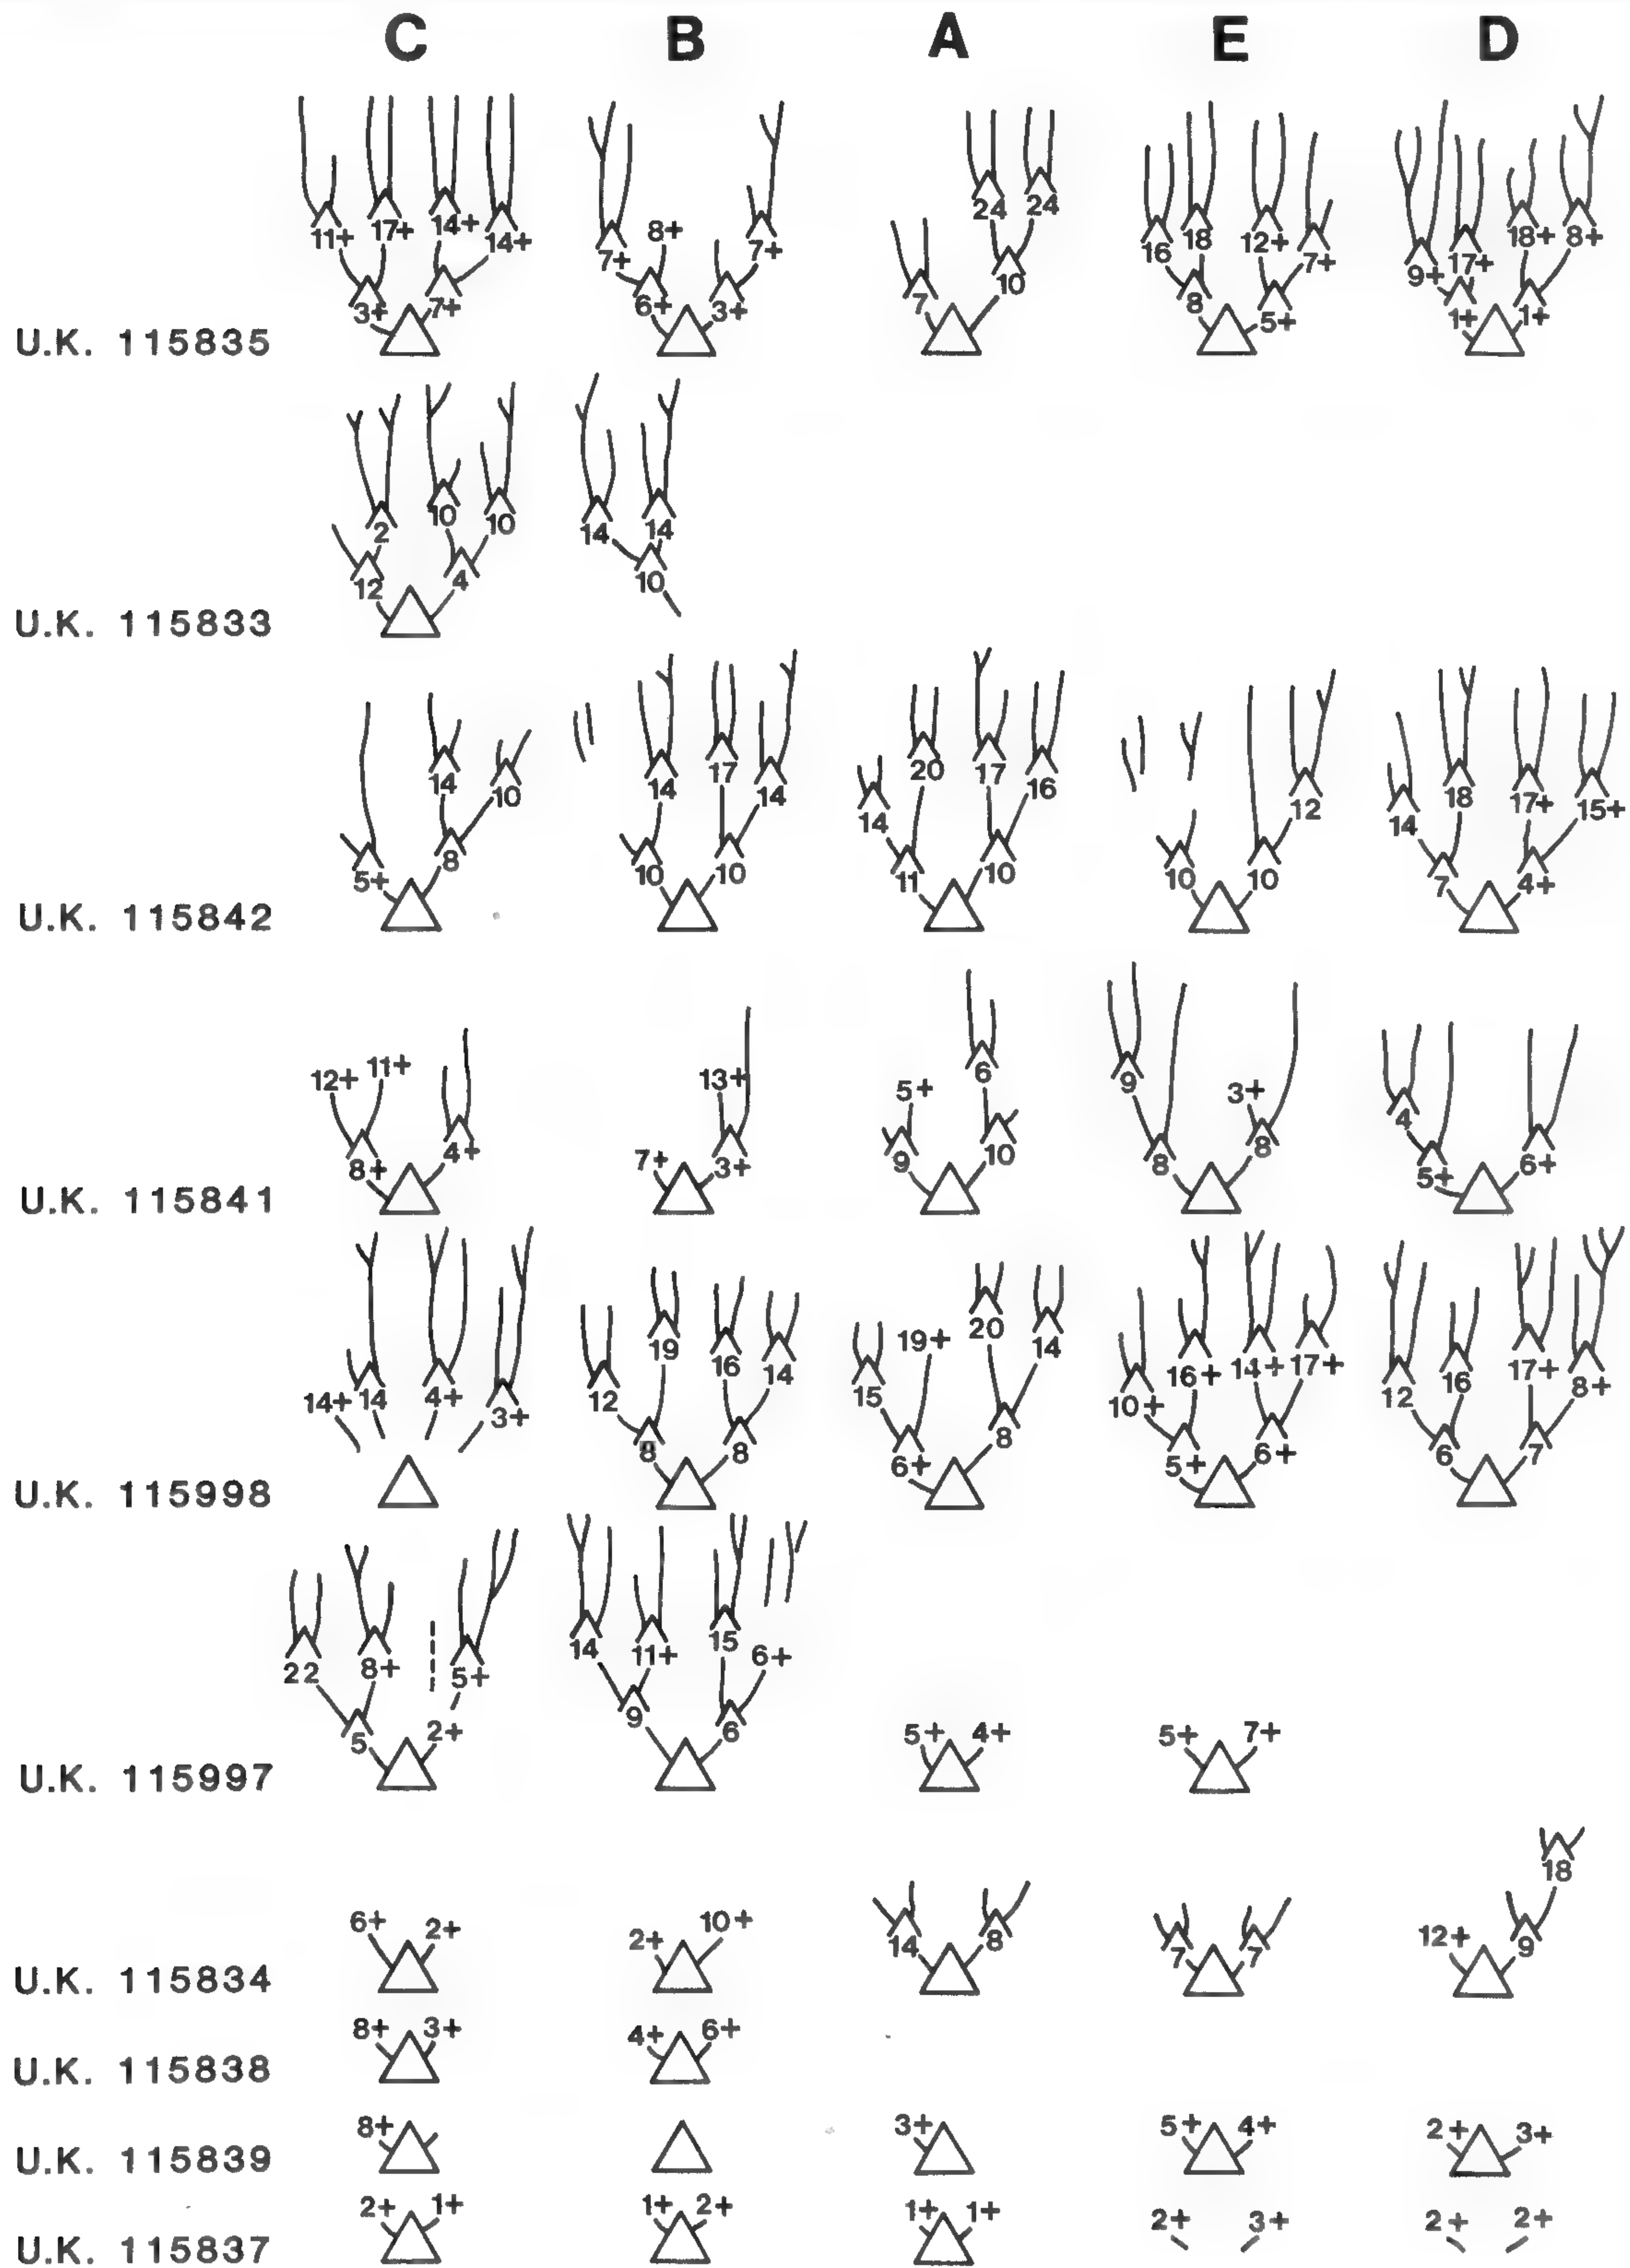 C B A E D
24 24
11+ 17+ 14+ 14+ 7+ 8+ 7+ 16 18 12+ 7+ 9+ 17+ 18+ 8+
3+ 7+ 6+ 3+ 7 10 8 5+ 1+ 1+
U.K. 115835
2 10 10 14 14
12 4 10
U.K. 115833
14 10 14 17 14 14 20 17 16 12 14 18 17+ 15+
5+ 8 10 10 11 10 10 10 7 4+
U.K. 115842
12+ 11+ 13+ 5+ 6 9 3+ 4
8+ 4+ 7+ 3+ 9 10 8 8 5+ 6+
U.K. 115841
14+ 14 4+ 3+ 12 19 16 14 15 19+ 20 14 10+ 16+ 14+ 17+ 12 16 17+ 8+
8 8 6+ 8 5+ 6+ 6 7
U.K. 115998
22 8+ 5+ 14 11+ 15 6+
5 2+ 9 6 5+ 4+ 5+ 7+
U.K. 115997
18
6+ 2+ 2+ 10+ 14 8 7 7 12+ 9
U.K. 115834
8+ 3+ 4+ 6+
U.K. 115838
8+ 3+ 5+ 4+ 2+ 3+
U.K. 115839
2+ 1+ 1+ 2+ 1+ 1+ 2+ 3+ 2+ 2+
U.K. 115837